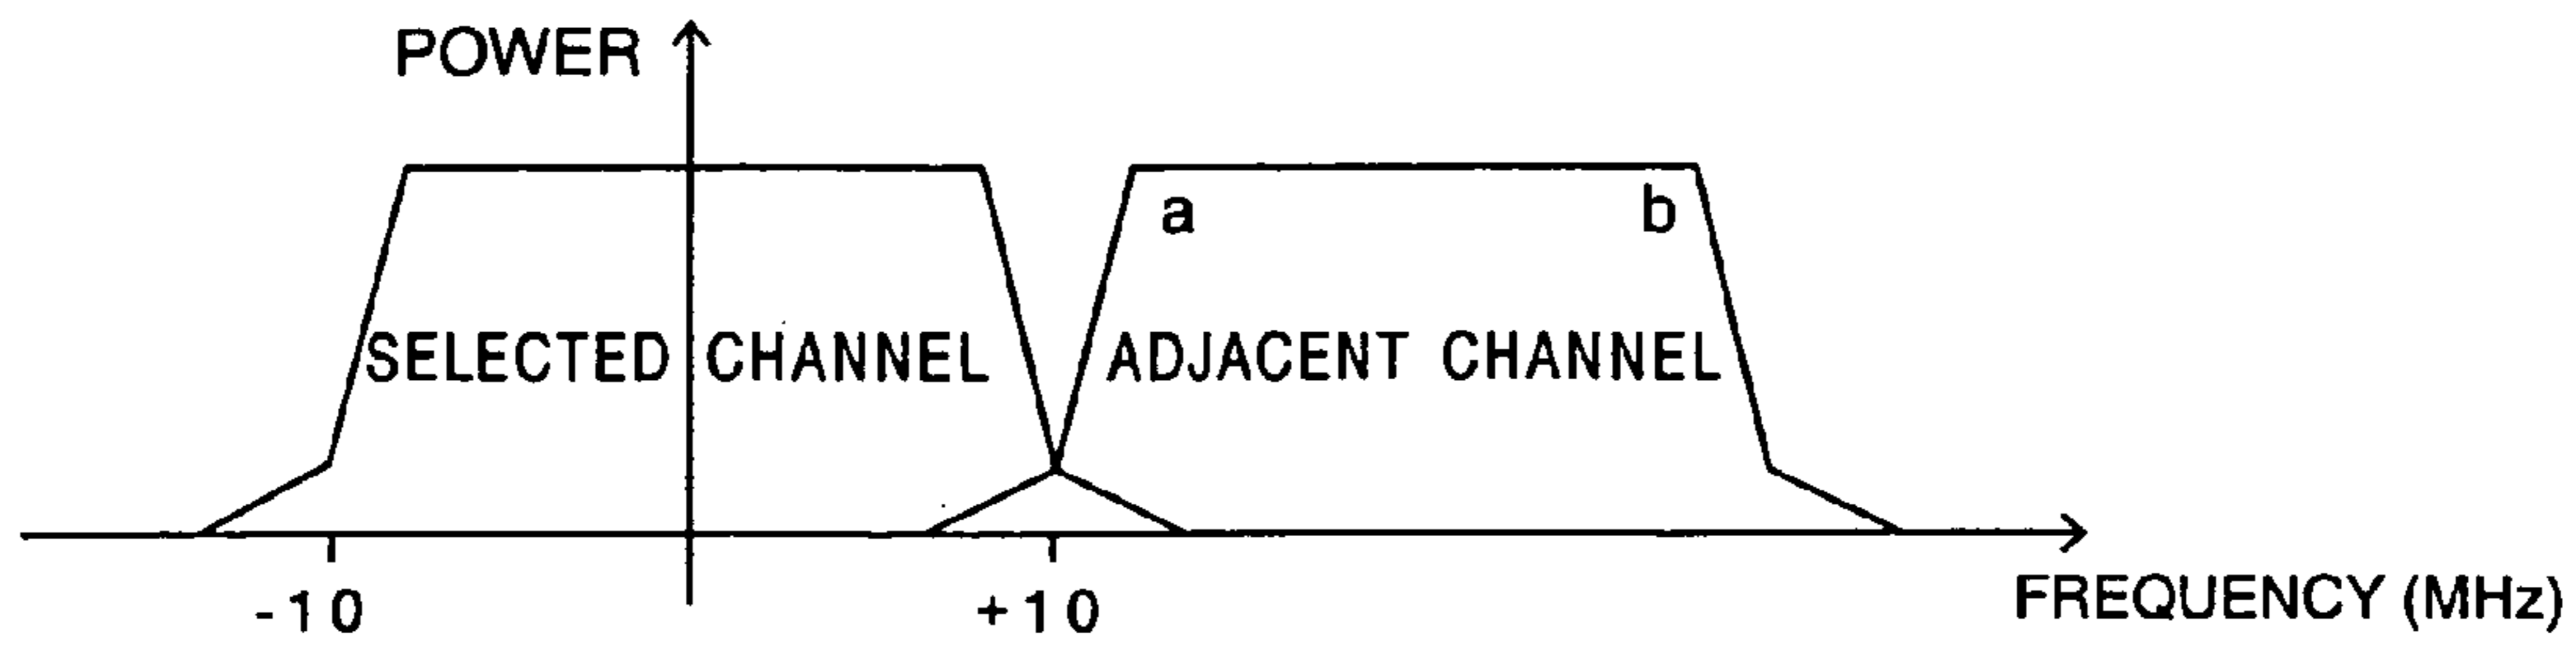 POWER
a
b
SELECTED CHANNEL
ADJACENT CHANNEL
-10
+10
FREQUENCY (MHz)